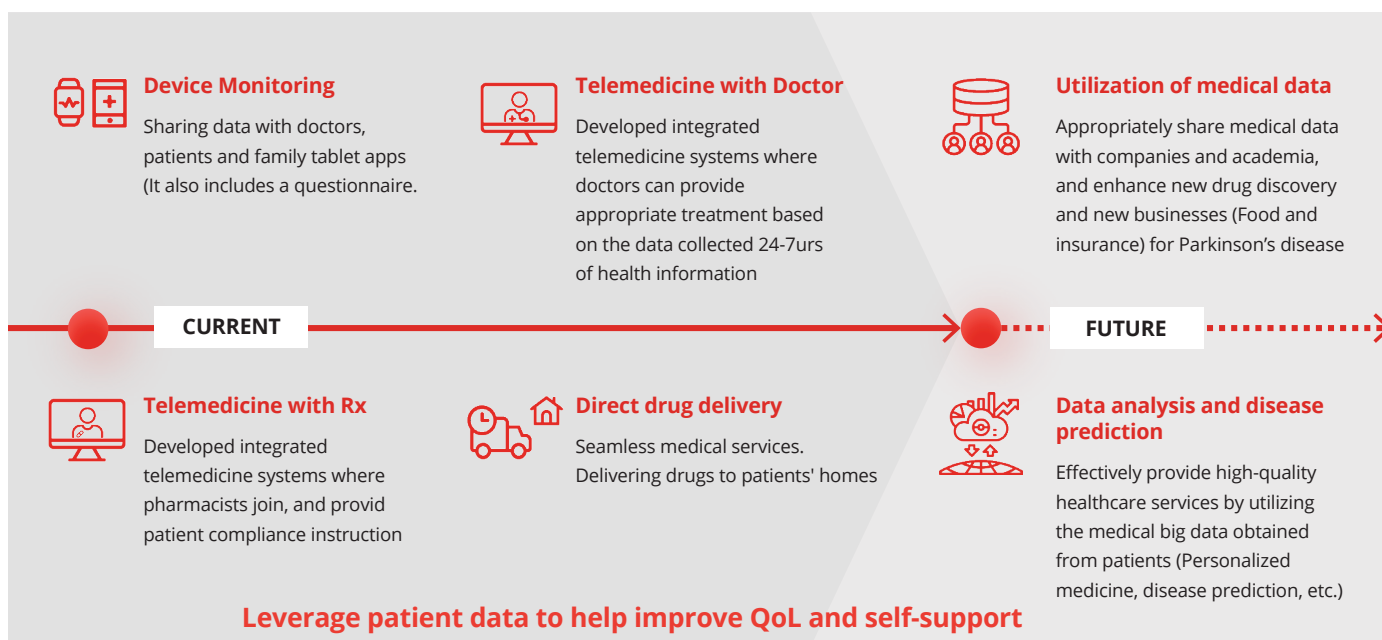 Device Monitoring
Sharing data with doctors,
patients and family tablet apps
(It also includes a questionnaire.
Telemedicine with Doctor
Developed integrated
telemedicine systems where
doctors can provide
appropriate treatment based
on the data collected 24-7urs
of health information
Utilization of medical data
Appropriately share medical data
with companies and academia,
and enhance new drug discovery
and new businesses (Food and
insurance) for Parkinson’s disease
CURRENT
FUTURE
Telemedicine with Rx
Developed integrated
telemedicine systems where
pharmacists join, and provid
patient compliance instruction
Direct drug delivery
Seamless medical services.
Delivering drugs to patients' homes
Data analysis and disease
prediction
Effectively provide high-quality
healthcare services by utilizing
the medical big data obtained
from patients (Personalized
medicine, disease prediction, etc.)
Leverage patient data to help improve QoL and self-support